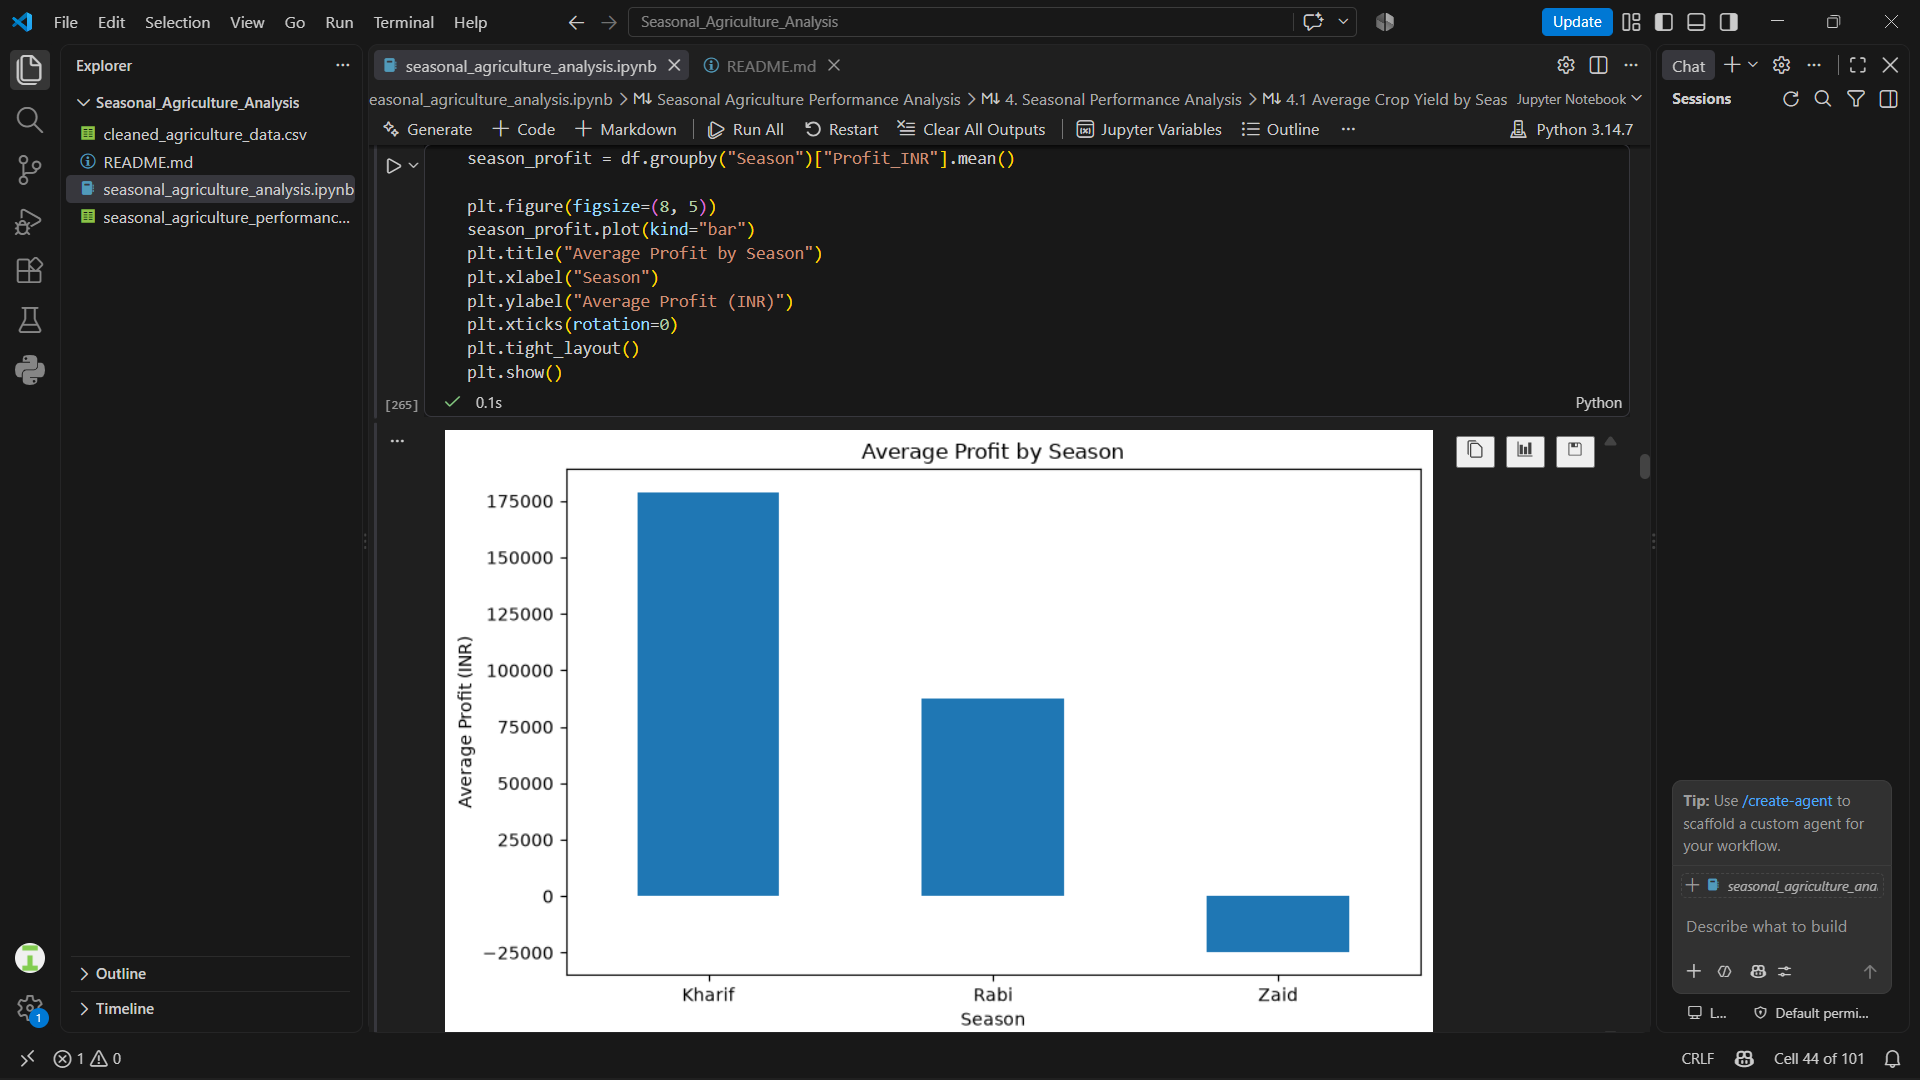 File Edit Selection View Go Run Terminal Help
Seasonal_Agriculture_Analysis
Update
Explorer
Seasonal_Agriculture_Analysis
cleaned_agriculture_data.csv
README.md
seasonal_agriculture_analysis.ipynb
seasonal_agriculture_performanc...
Outline
Timeline
seasonal_agriculture_analysis.ipynb
README.md
easonal_agriculture_analysis.ipynb > M↓ Seasonal Agriculture Performance Analysis > M↓ 4. Seasonal Performance Analysis > M↓ 4.1 Average Crop Yield by Seas
Jupyter Notebook
Generate + Code + Markdown Run All Restart Clear All Outputs Jupyter Variables Outline ...
Python 3.14.7
season_profit = df.groupby("Season")["Profit_INR"].mean()
plt.figure(figsize=(8, 5))
season_profit.plot(kind="bar")
plt.title("Average Profit by Season")
plt.xlabel("Season")
plt.ylabel("Average Profit (INR)")
plt.xticks(rotation=0)
plt.tight_layout()
plt.show()
[265]
0.1s
Python
Average Profit by Season
Average Profit (INR)
175000
150000
125000
100000
75000
50000
25000
0
−25000
Kharif Rabi Zaid
Season
Chat
Sessions
Tip: Use /create-agent to
scaffold a custom agent for
your workflow.
seasonal_agriculture_ana
Describe what to build
L... Default permi...
1
1 0
CRLF
Cell 44 of 101